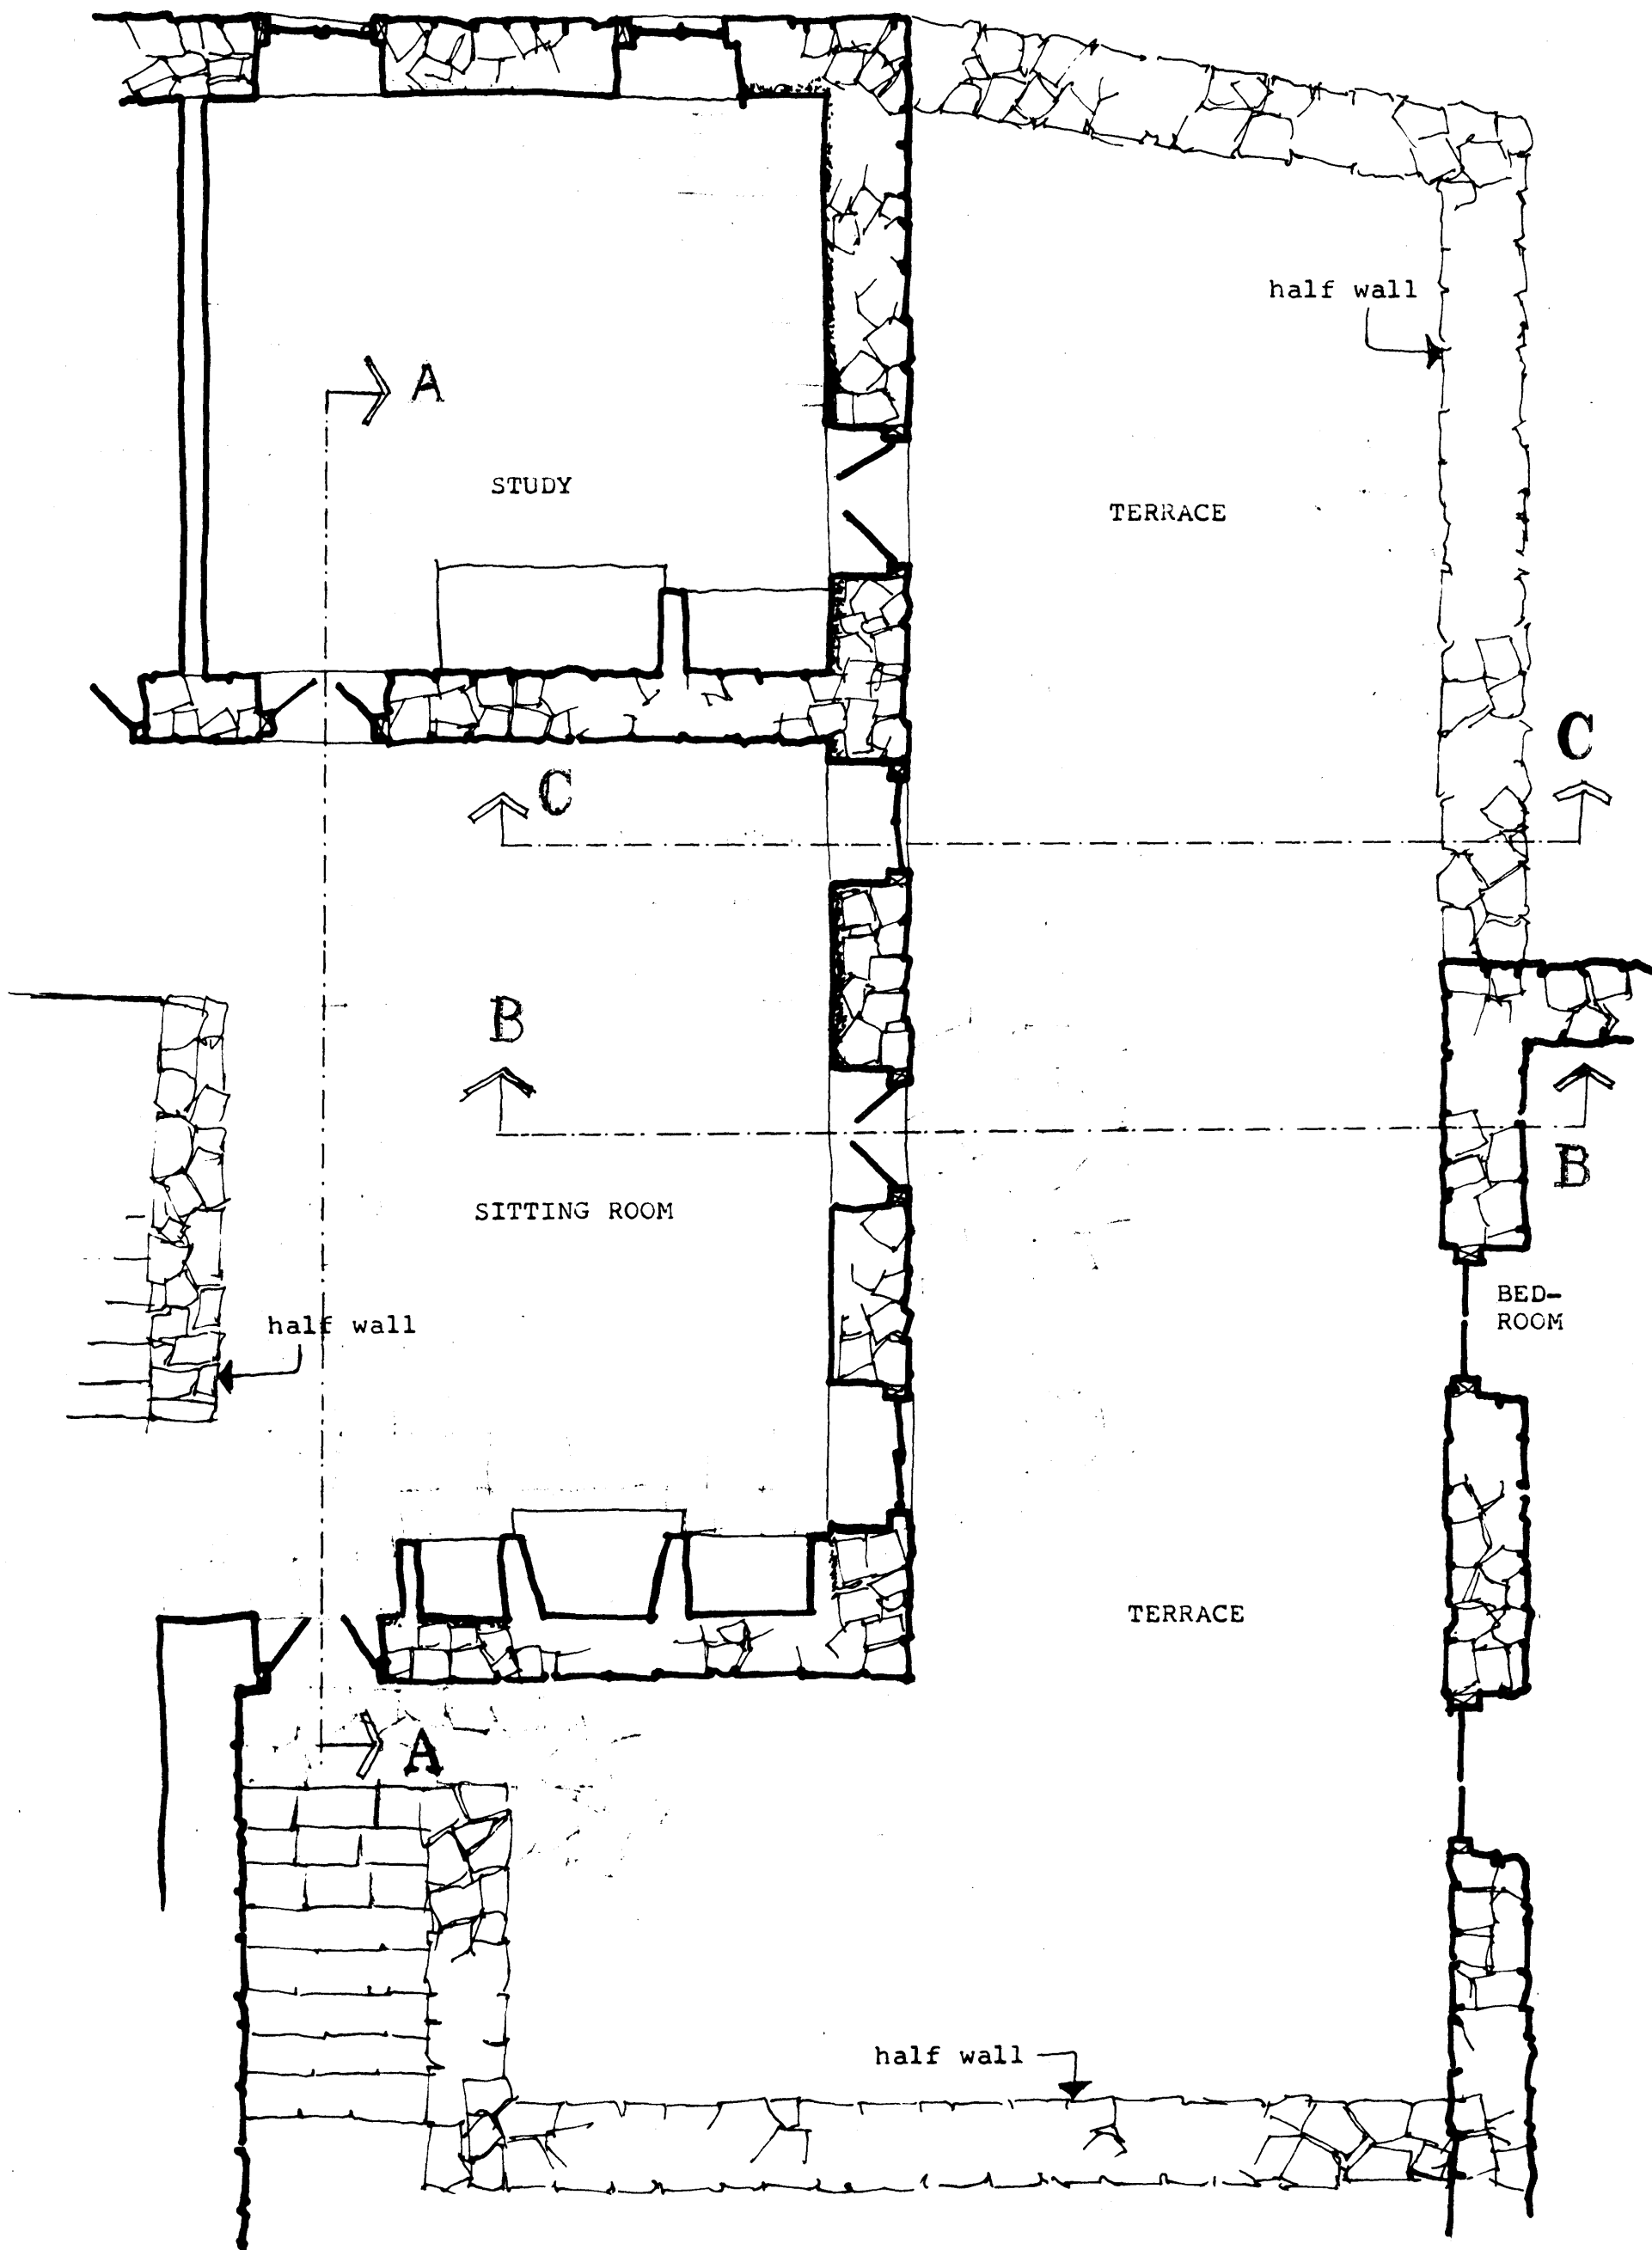 half wall
A
STUDY
TERRACE
C
C
B
B
SITTING ROOM
BED-
ROOM
half wall
TERRACE
A
half wall